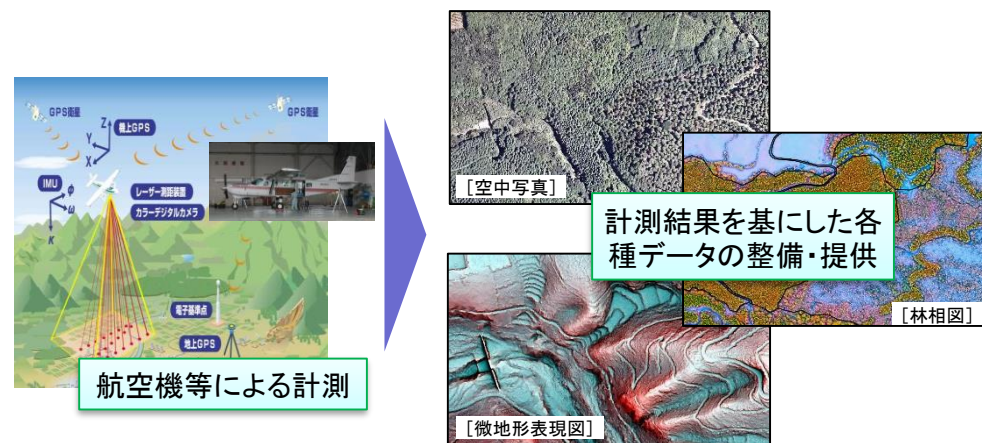 GPS衛星
GPS衛星
機上GPS
Z
Y
X
IMU
φ
ω
κ
レーザー測距装置
カラーデジタルカメラ
電子基準点
地上GPS
航空機等による計測
[空中写真]
計測結果を基にした各
種データの整備・提供
[林相図]
[微地形表現図]